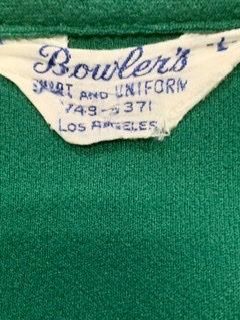 Bowler's
SHIRT AND UNIFORM
749-5371
LOS ANGELES